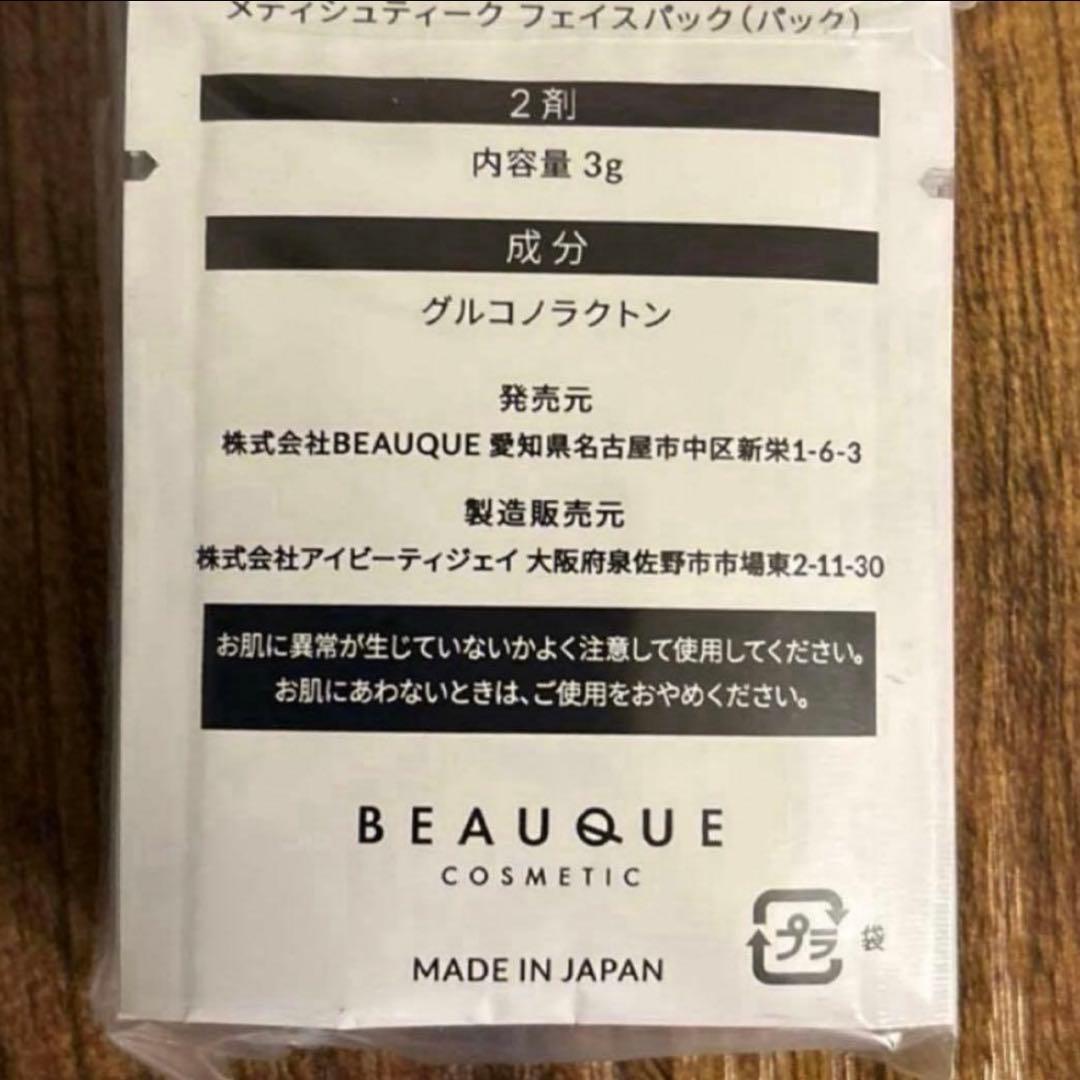 メディシュティーク フェイスパック(パック)
2剤
内容量 3g
成分
グルコノラクトン
発売元
株式会社BEAUQUE 愛知県名古屋市中区新栄1-6-3
製造販売元
株式会社アイビーティジェイ 大阪府泉佐野市市場東2-11-30
お肌に異常が生じていないかよく注意して使用してください。
お肌にあわないときは、ご使用をおやめください。
BEAUQUE
COSMETIC
プラ 袋
MADE IN JAPAN